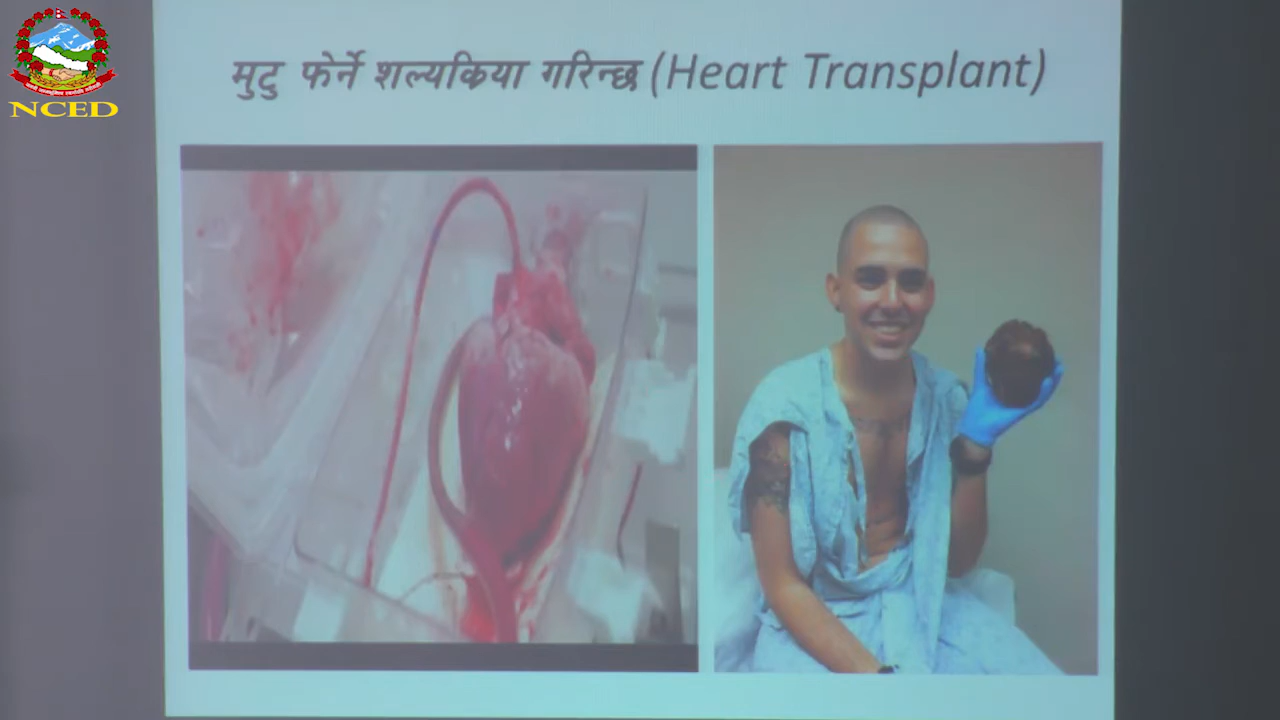 NCED
मुटु फेर्ने शल्यक्रिया गरिन्छ (Heart Transplant)